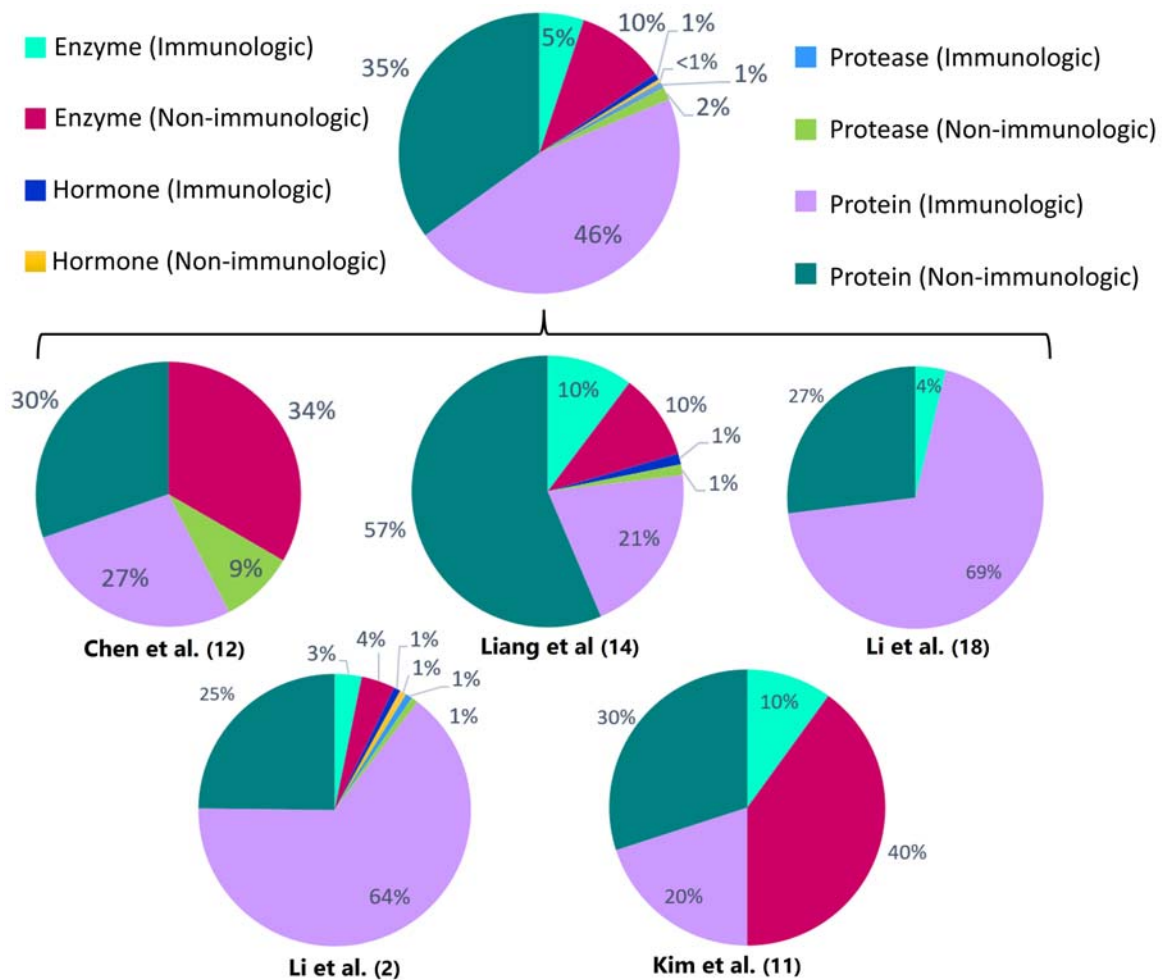 Enzyme (Immunologic)
Enzyme (Non-immunologic)
Hormone (Immunologic)
Hormone (Non-immunologic)
5%
10%
1%
<1%
1%
2%
46%
35%
Protease (Immunologic)
Protease (Non-immunologic)
Protein (Immunologic)
Protein (Non-immunologic)
30%
34%
27%
9%
Chen et al. (12)
10%
10%
1%
1%
21%
57%
Liang et al (14)
27%
4%
69%
Li et al. (18)
3%
4%
1%
1%
1%
1%
25%
64%
Li et al. (2)
10%
30%
40%
20%
Kim et al. (11)